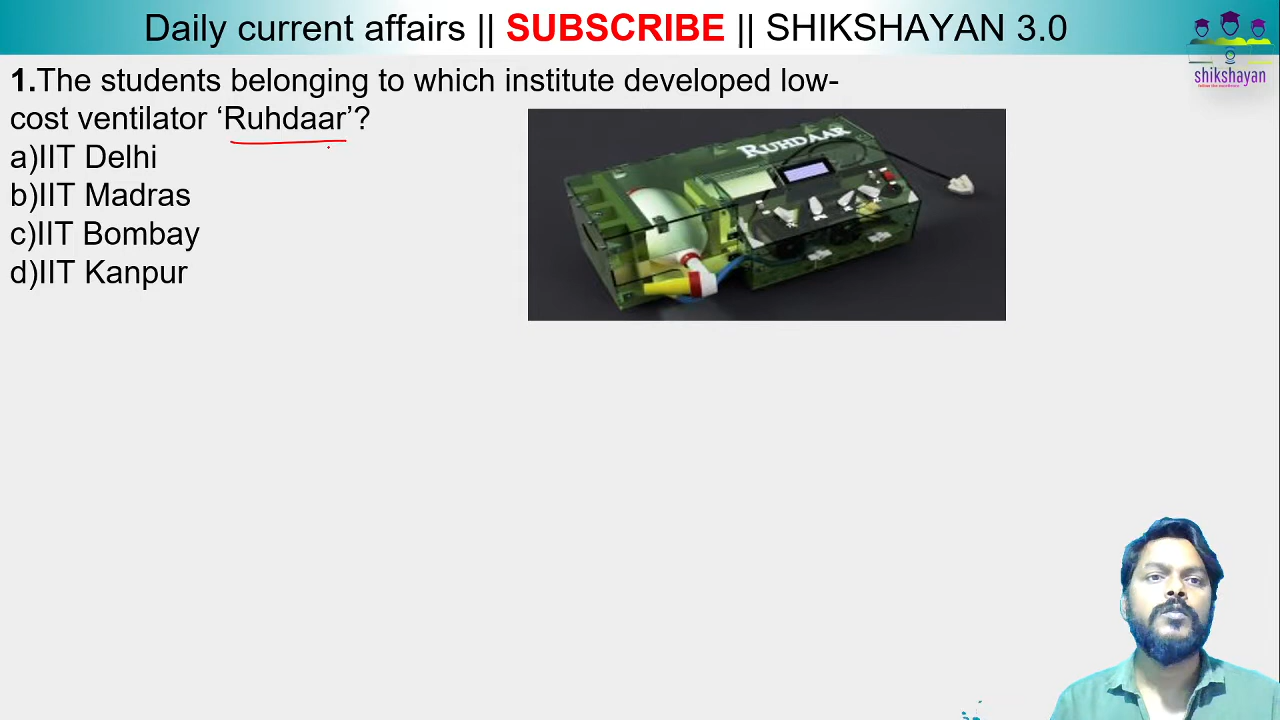 Daily current affairs || SUBSCRIBE || SHIKSHAYAN 3.0
shikshayan
1.The students belonging to which institute developed low-
cost ventilator ‘Ruhdaar’?
RUHDAAR
a)IIT Delhi
b)IIT Madras
c)IIT Bombay
d)IIT Kanpur